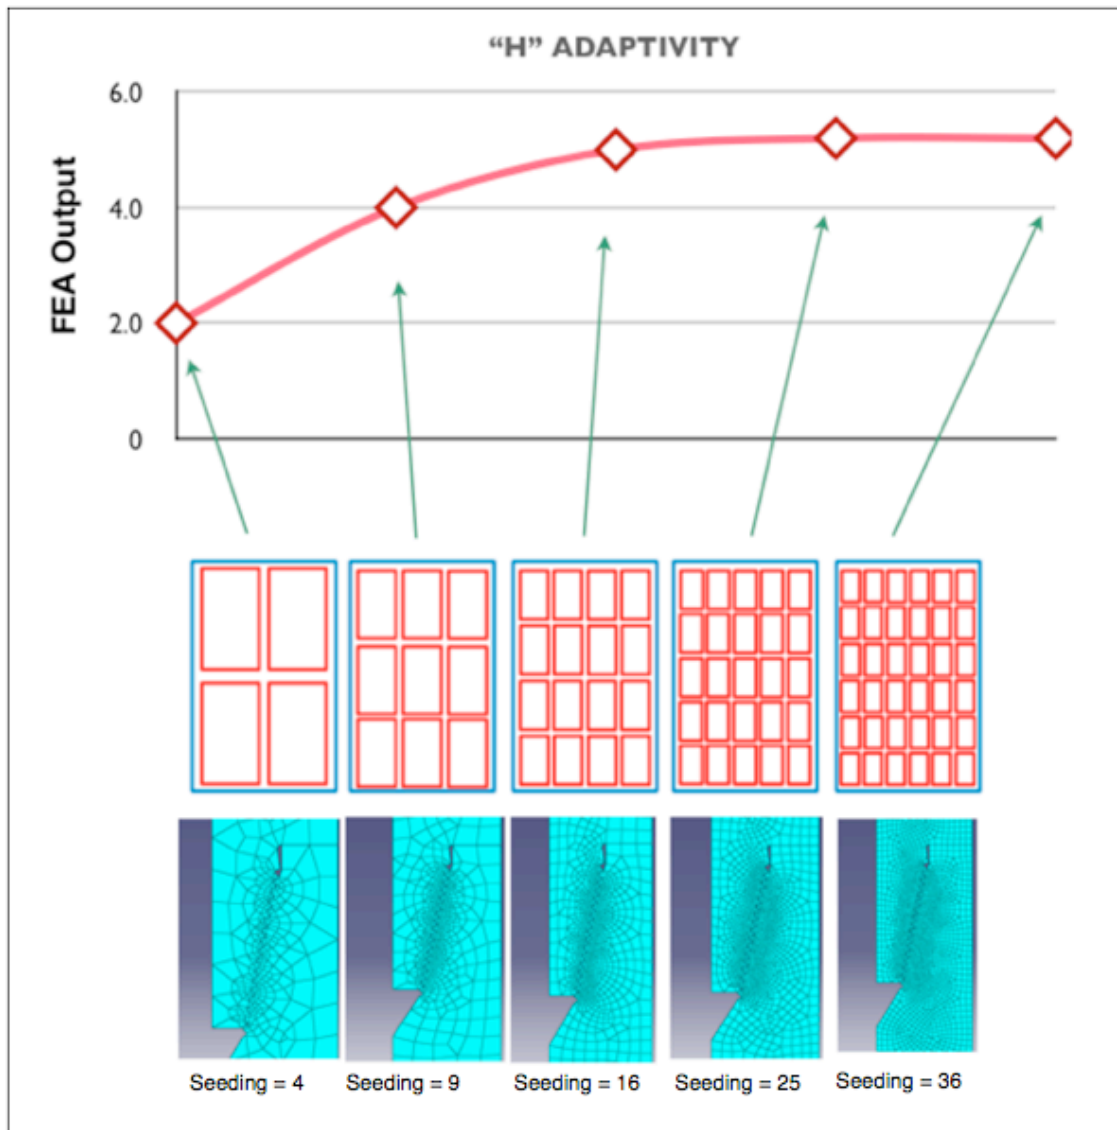 “H” ADAPTIVITY
6.0
4.0
2.0
0
FEA Output
Seeding = 4
Seeding = 9
Seeding = 16
Seeding = 25
Seeding = 36